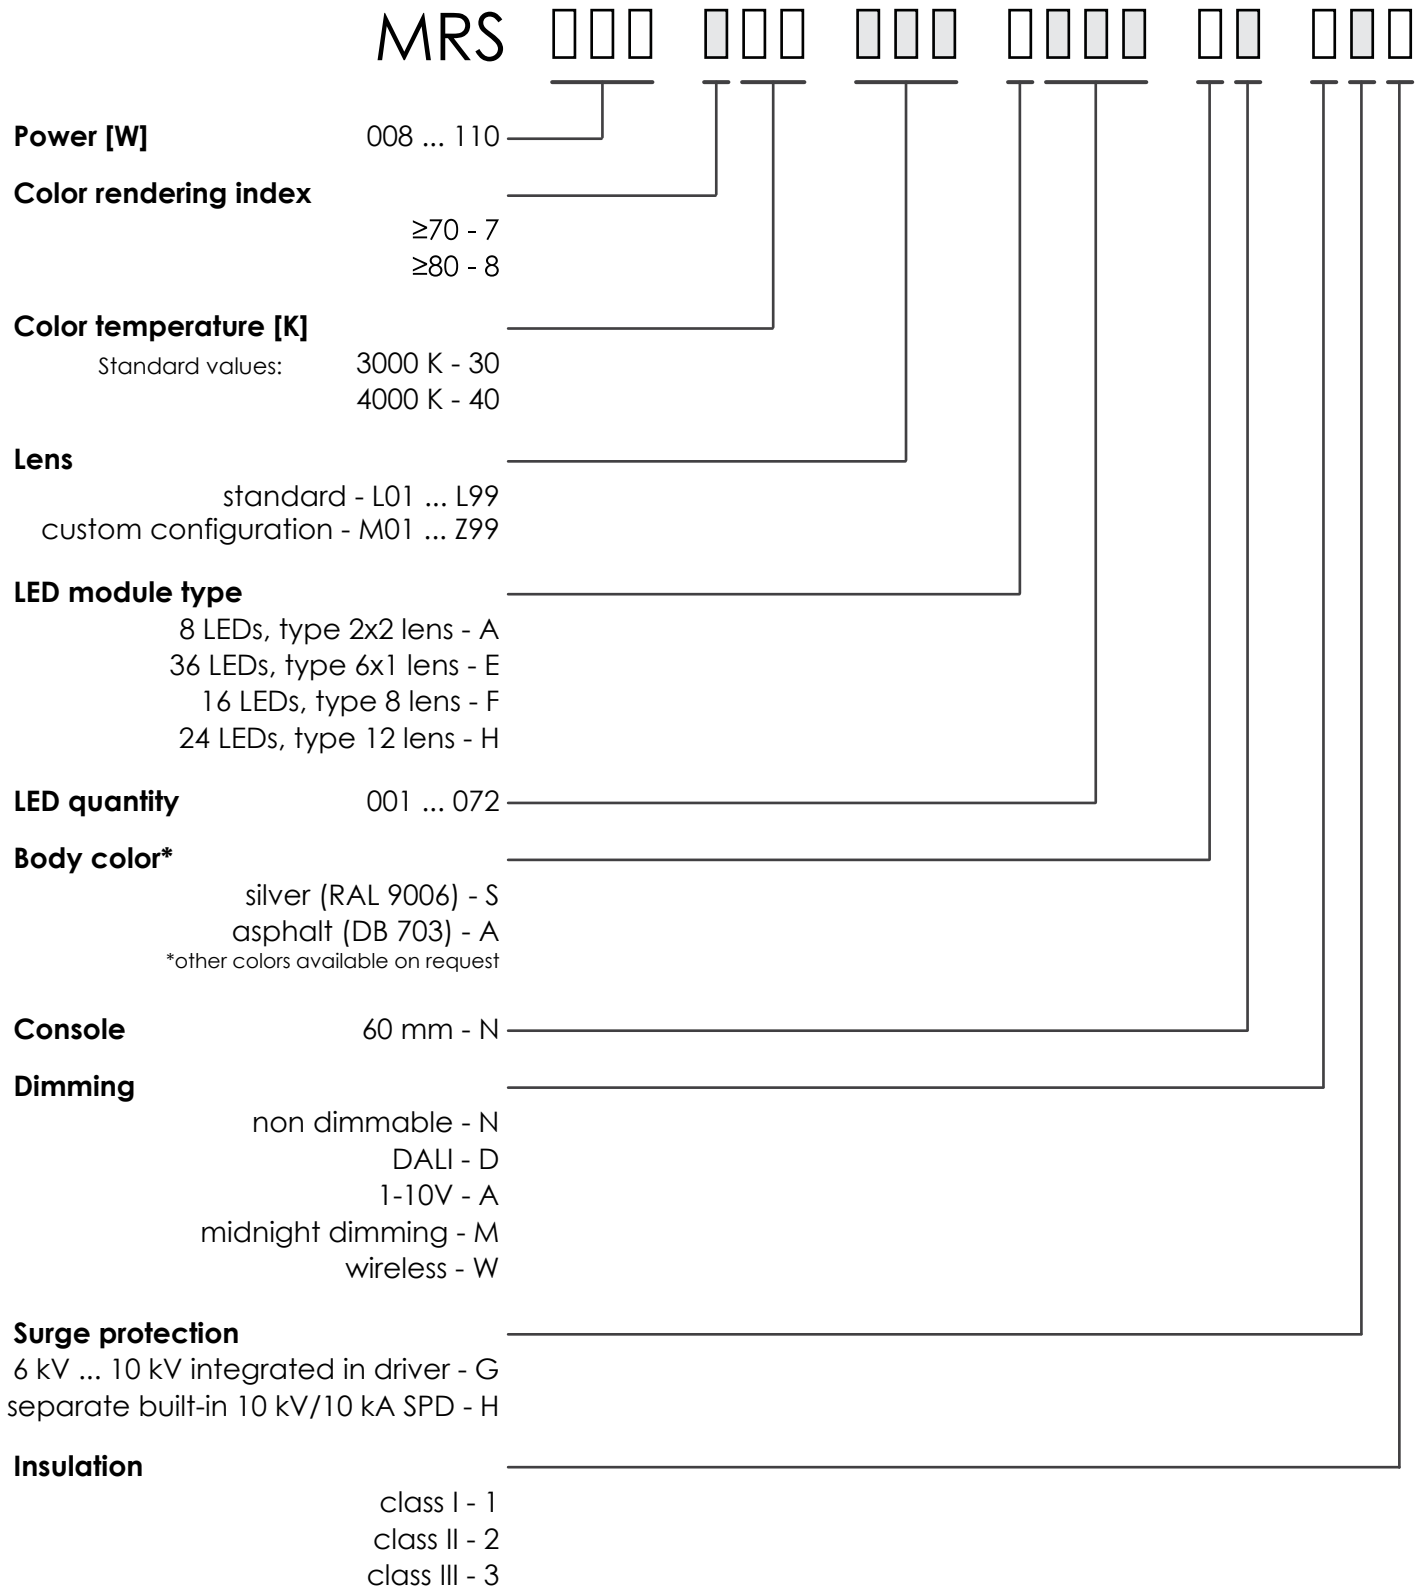 MRS
Power [W] 008 ... 110
Color rendering index
≥70 - 7
≥80 - 8
Color temperature [K]
Standard values: 3000 K - 30
4000 K - 40
Lens
standard - L01 ... L99
custom configuration - M01 ... Z99
LED module type
8 LEDs, type 2x2 lens - A
36 LEDs, type 6x1 lens - E
16 LEDs, type 8 lens - F
24 LEDs, type 12 lens - H
LED quantity 001 ... 072
Body color*
silver (RAL 9006) - S
asphalt (DB 703) - A
*other colors available on request
Console 60 mm - N
Dimming
non dimmable - N
DALI - D
1-10V - A
midnight dimming - M
wireless - W
Surge protection
6 kV ... 10 kV integrated in driver - G
separate built-in 10 kV/10 kA SPD - H
Insulation
class I - 1
class II - 2
class III - 3